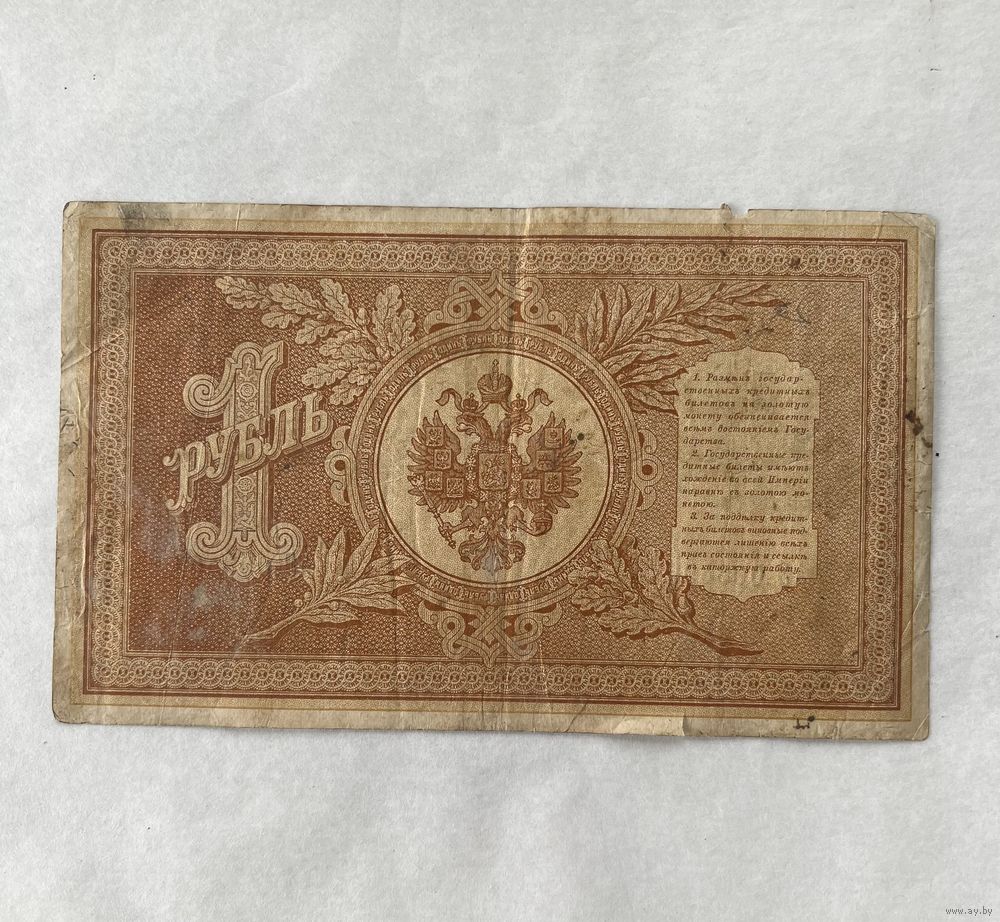 1
РУБЛЬ
1. Размѣнъ государ-
ственныхъ кредитныхъ
билетовъ на золотую
монету обезпечивается
всѣмъ достояніемъ Госу-
дарства.
2. Государственные кре-
дитные билеты имѣютъ
хожденіе во всей Имперіи
наравнѣ съ золотою мо-
нетою.
3. За поддѣлку кредит-
ныхъ билетовъ виновные под-
вергаются лишенію всѣхъ
правъ состоянія и ссылкѣ
въ каторжную работу.
www.ay.by